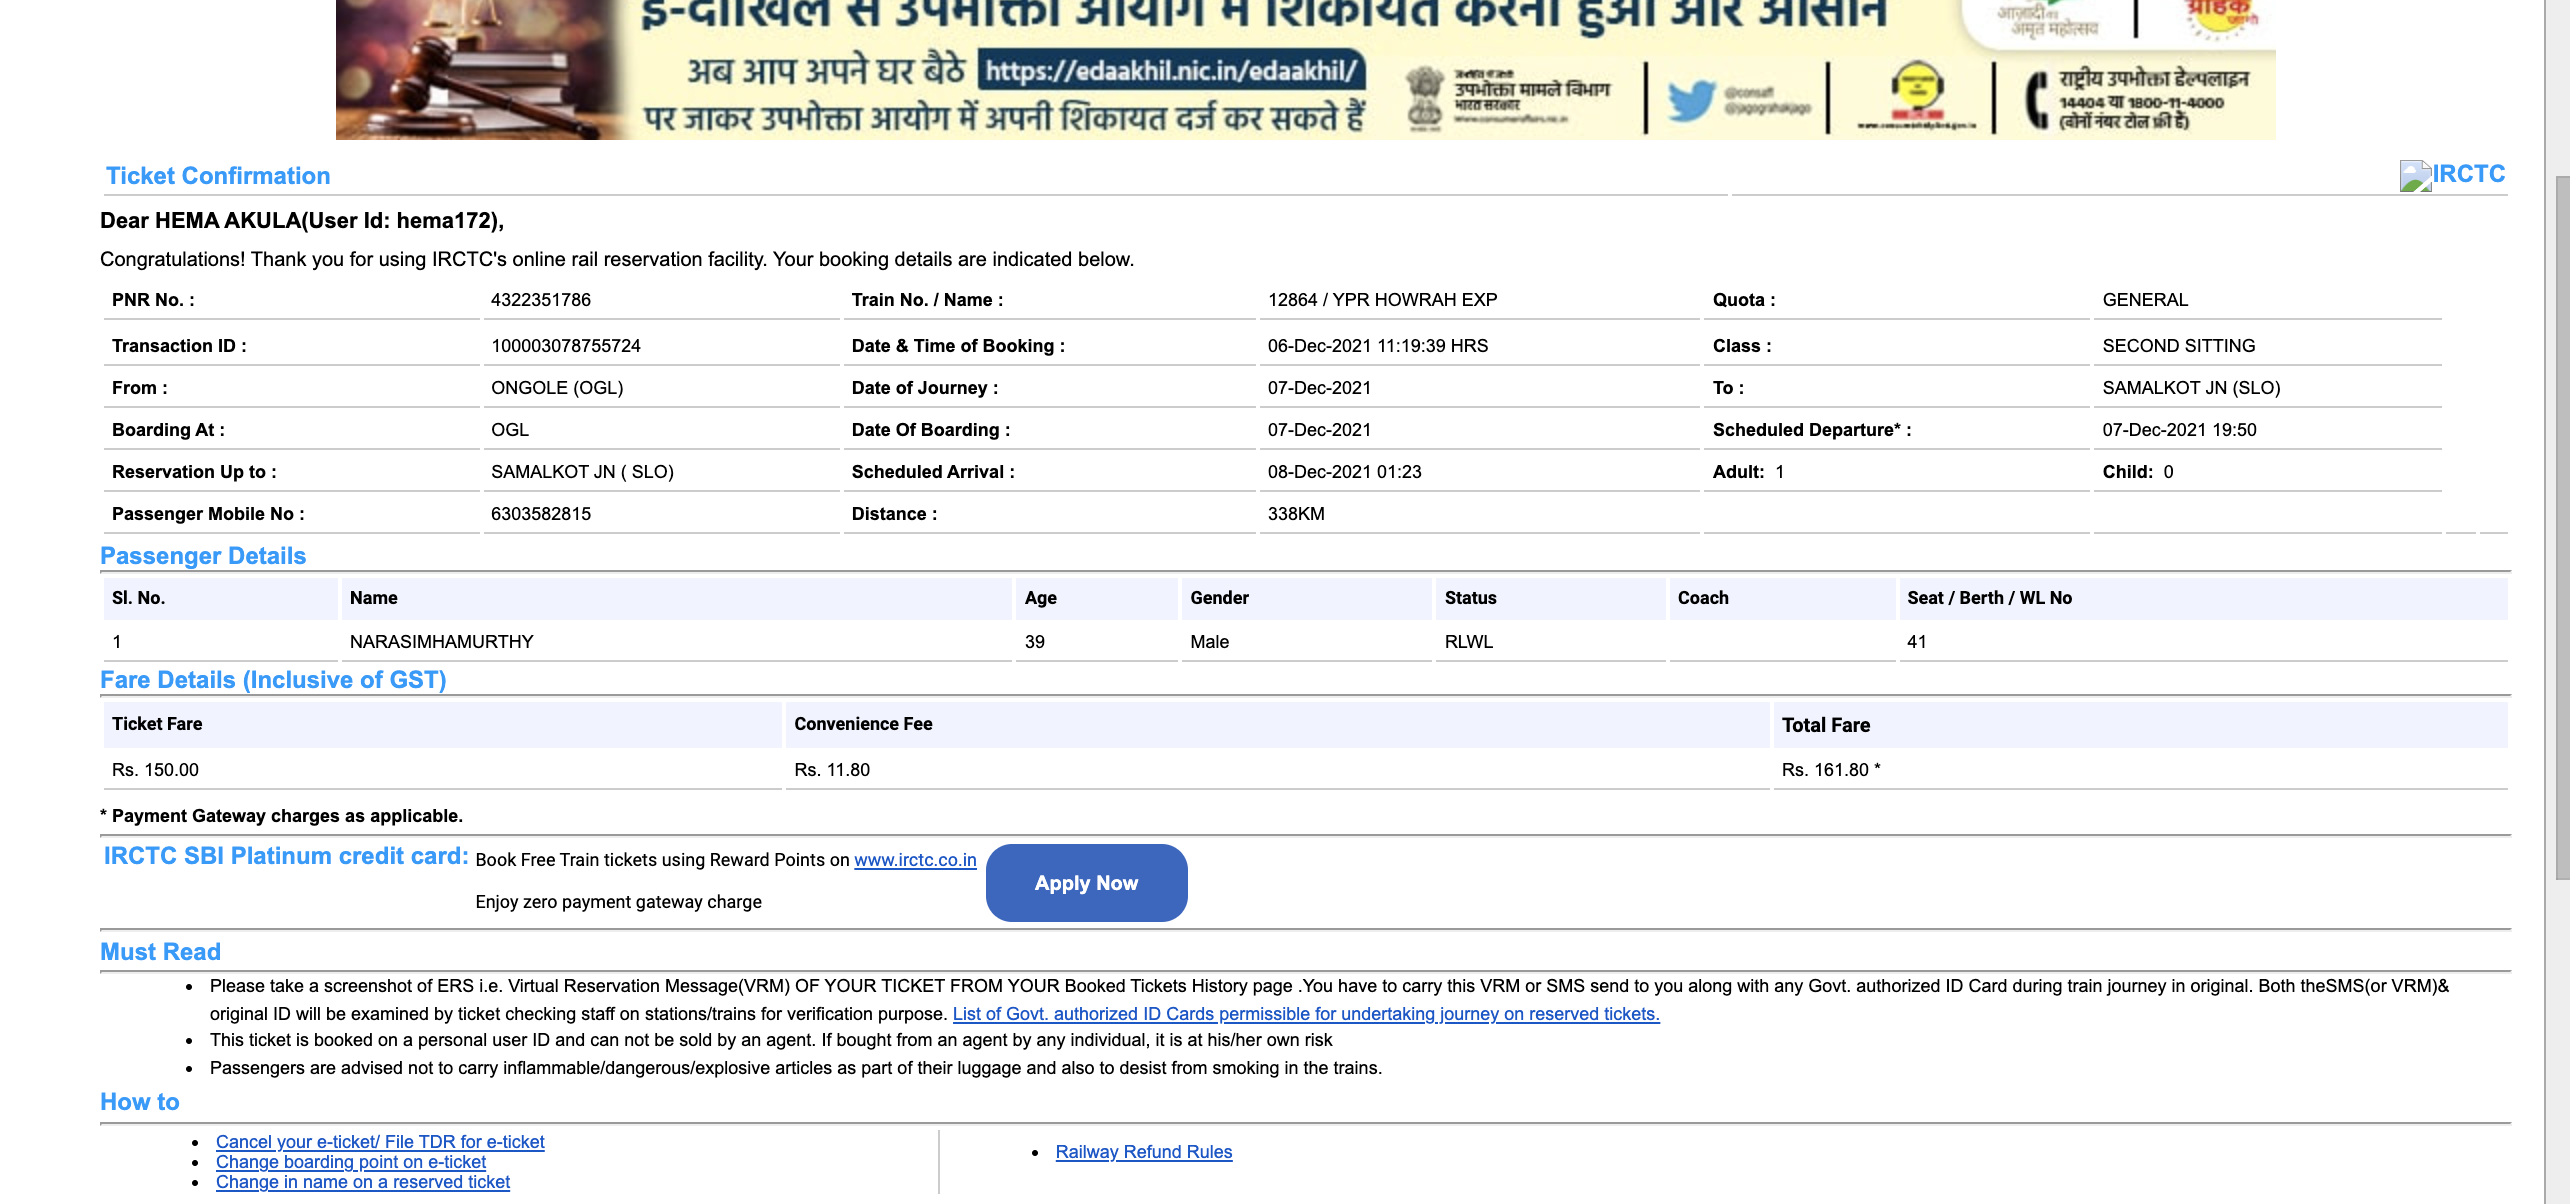 ई-दाखिल से उपभोक्ता आयोग में शिकायत करना हुआ और आसान
आज़ादी का
अमृत महोत्सव
ग्राहक
अब आप अपने घर बैठे https://edaakhil.nic.in/edaakhil/
पर जाकर उपभोक्ता आयोग में अपनी शिकायत दर्ज कर सकते हैं
उपभोक्ता मामले विभाग
भारत सरकार
@jagograhakjago
राष्ट्रीय उपभोक्ता हेल्पलाइन
14404 या 1800-11-4000
(दोनों नंबर टोल फ्री हैं)
Ticket Confirmation
IRCTC
Dear HEMA AKULA(User Id: hema172),
Congratulations! Thank you for using IRCTC's online rail reservation facility. Your booking details are indicated below.
PNR No. : 4322351786 Train No. / Name : 12864 / YPR HOWRAH EXP Quota : GENERAL
Transaction ID : 100003078755724 Date & Time of Booking : 06-Dec-2021 11:19:39 HRS Class : SECOND SITTING
From : ONGOLE (OGL) Date of Journey : 07-Dec-2021 To : SAMALKOT JN (SLO)
Boarding At : OGL Date Of Boarding : 07-Dec-2021 Scheduled Departure* : 07-Dec-2021 19:50
Reservation Up to : SAMALKOT JN ( SLO) Scheduled Arrival : 08-Dec-2021 01:23 Adult: 1 Child: 0
Passenger Mobile No : 6303582815 Distance : 338KM
Passenger Details
Sl. No. Name Age Gender Status Coach Seat / Berth / WL No
1 NARASIMHAMURTHY 39 Male RLWL 41
Fare Details (Inclusive of GST)
Ticket Fare Convenience Fee Total Fare
Rs. 150.00 Rs. 11.80 Rs. 161.80 *
* Payment Gateway charges as applicable.
IRCTC SBI Platinum credit card: Book Free Train tickets using Reward Points on www.irctc.co.in
Enjoy zero payment gateway charge
Apply Now
Must Read
• Please take a screenshot of ERS i.e. Virtual Reservation Message(VRM) OF YOUR TICKET FROM YOUR Booked Tickets History page .You have to carry this VRM or SMS send to you along with any Govt. authorized ID Card during train journey in original. Both theSMS(or VRM)&
original ID will be examined by ticket checking staff on stations/trains for verification purpose. List of Govt. authorized ID Cards permissible for undertaking journey on reserved tickets.
• This ticket is booked on a personal user ID and can not be sold by an agent. If bought from an agent by any individual, it is at his/her own risk
• Passengers are advised not to carry inflammable/dangerous/explosive articles as part of their luggage and also to desist from smoking in the trains.
How to
• Cancel your e-ticket/ File TDR for e-ticket
• Change boarding point on e-ticket
• Change in name on a reserved ticket
• Railway Refund Rules